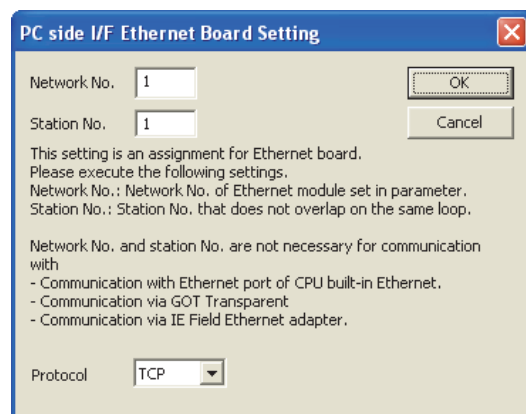 PC side I/F Ethernet Board Setting
Network No. 1
OK
Station No. 1
Cancel
This setting is an assignment for Ethernet board.
Please execute the following settings.
Network No.: Network No. of Ethernet module set in parameter.
Station No.: Station No. that does not overlap on the same loop.
Network No. and station No. are not necessary for communication
with
- Communication with Ethernet port of CPU built-in Ethernet.
- Communication via GOT Transparent
- Communication via IE Field Ethernet adapter.
Protocol TCP